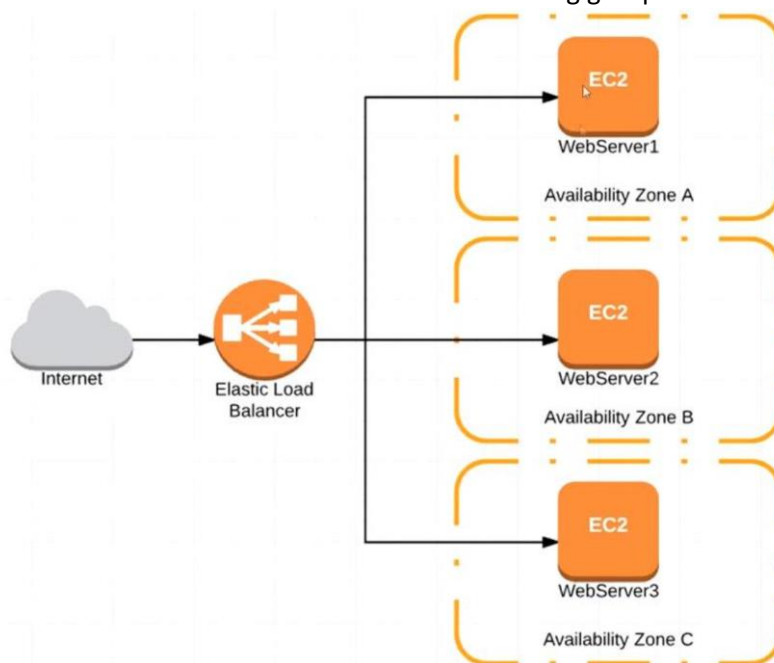 EC2
WebServer1
Availability Zone A
EC2
WebServer2
Availability Zone B
Internet
Elastic Load
Balancer
EC2
WebServer3
Availability Zone C